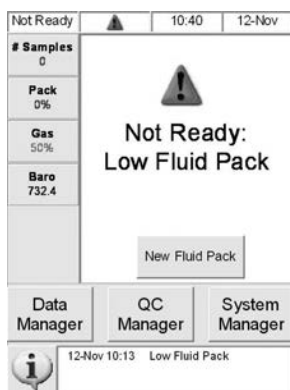 Not Ready 10:40 12-Nov
# Samples
0
Pack
0%
Gas
50%
Baro
732.4
Not Ready:
Low Fluid Pack
New Fluid Pack
Data
Manager
QC
Manager
System
Manager
12-Nov 10:13 Low Fluid Pack